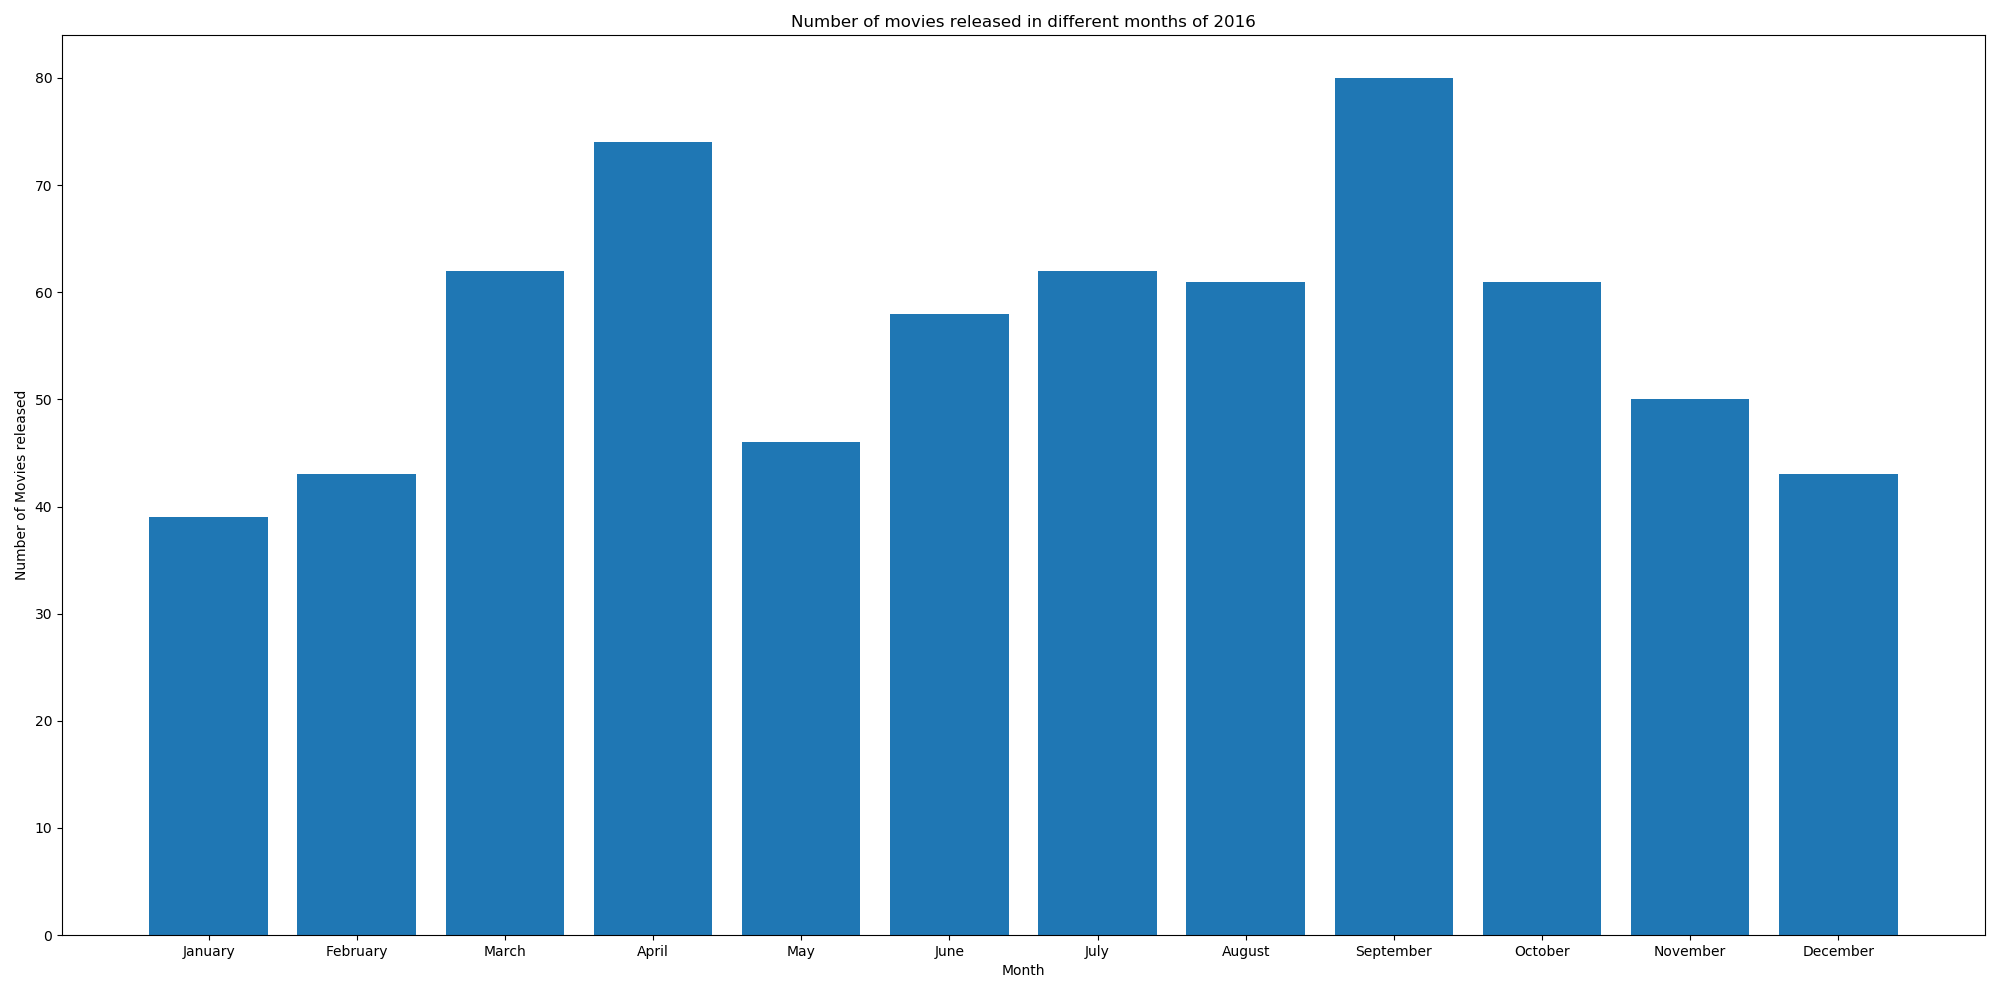 Number of movies released in different months of 2016
80
70
60
50
40
30
20
10
0
Number of Movies released
January February March April May June July August September October November December
Month